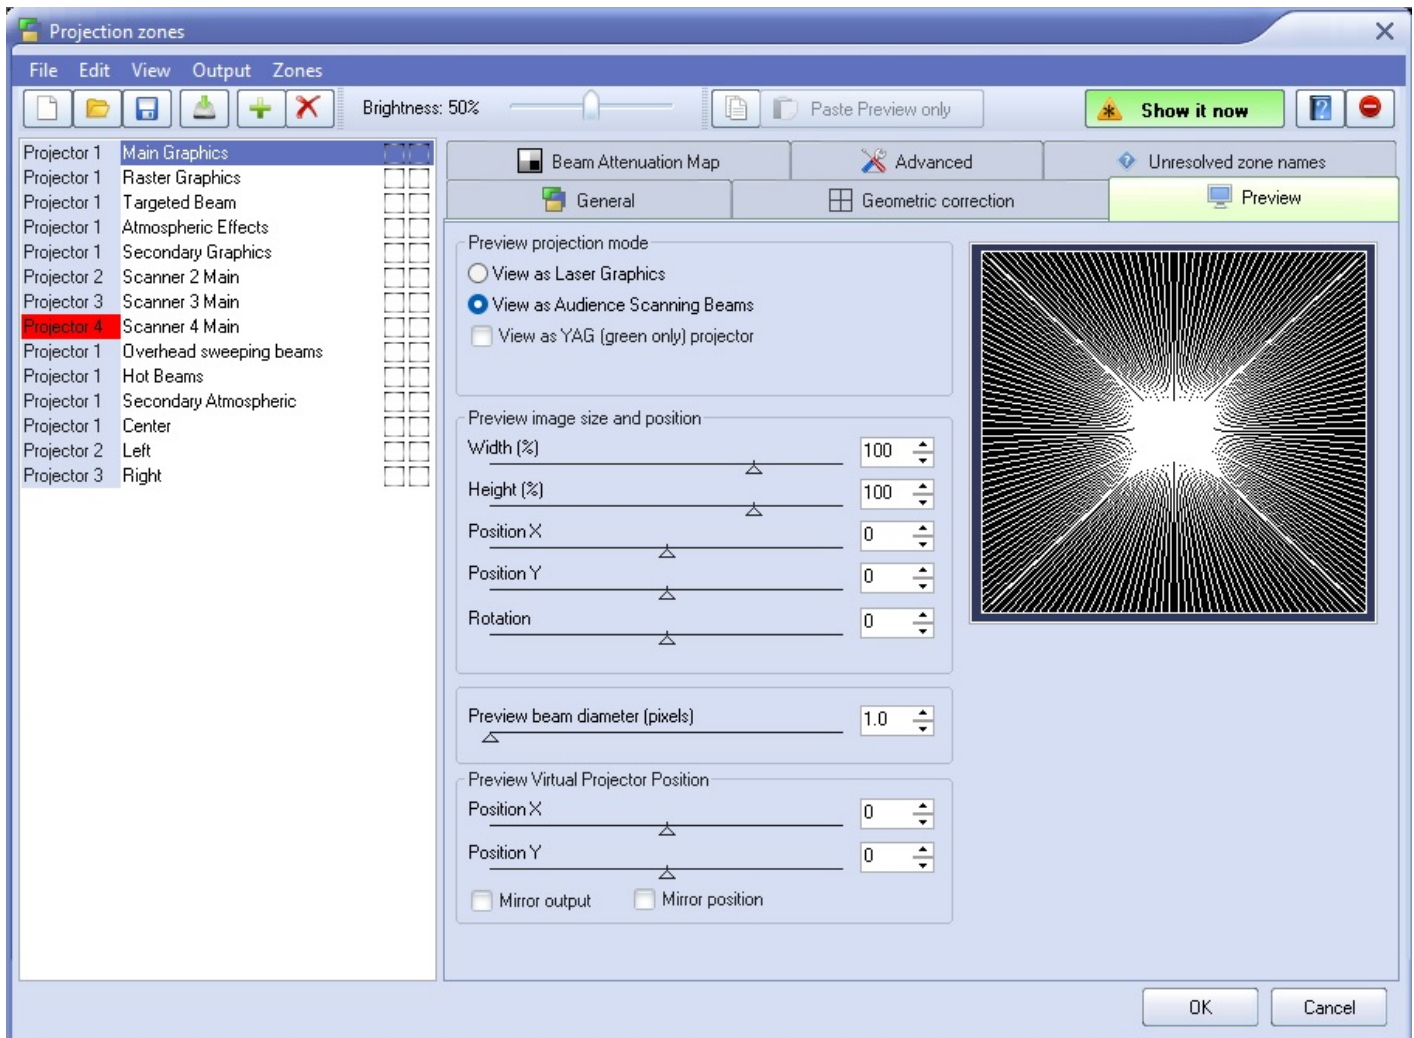 Projection zones
File Edit View Output Zones
Brightness: 50%
Paste Preview only
Show it now
Projector 1 Main Graphics
Projector 1 Raster Graphics
Projector 1 Targeted Beam
Projector 1 Atmospheric Effects
Projector 1 Secondary Graphics
Projector 2 Scanner 2 Main
Projector 3 Scanner 3 Main
Projector 4 Scanner 4 Main
Projector 1 Overhead sweeping beams
Projector 1 Hot Beams
Projector 1 Secondary Atmospheric
Projector 1 Center
Projector 2 Left
Projector 3 Right
Beam Attenuation Map
Advanced
Unresolved zone names
General
Geometric correction
Preview
Preview projection mode
View as Laser Graphics
View as Audience Scanning Beams
View as YAG (green only) projector
Preview image size and position
Width (%) 100
Height (%) 100
Position X 0
Position Y 0
Rotation 0
Preview beam diameter (pixels) 1.0
Preview Virtual Projector Position
Position X 0
Position Y 0
Mirror output Mirror position
OK Cancel